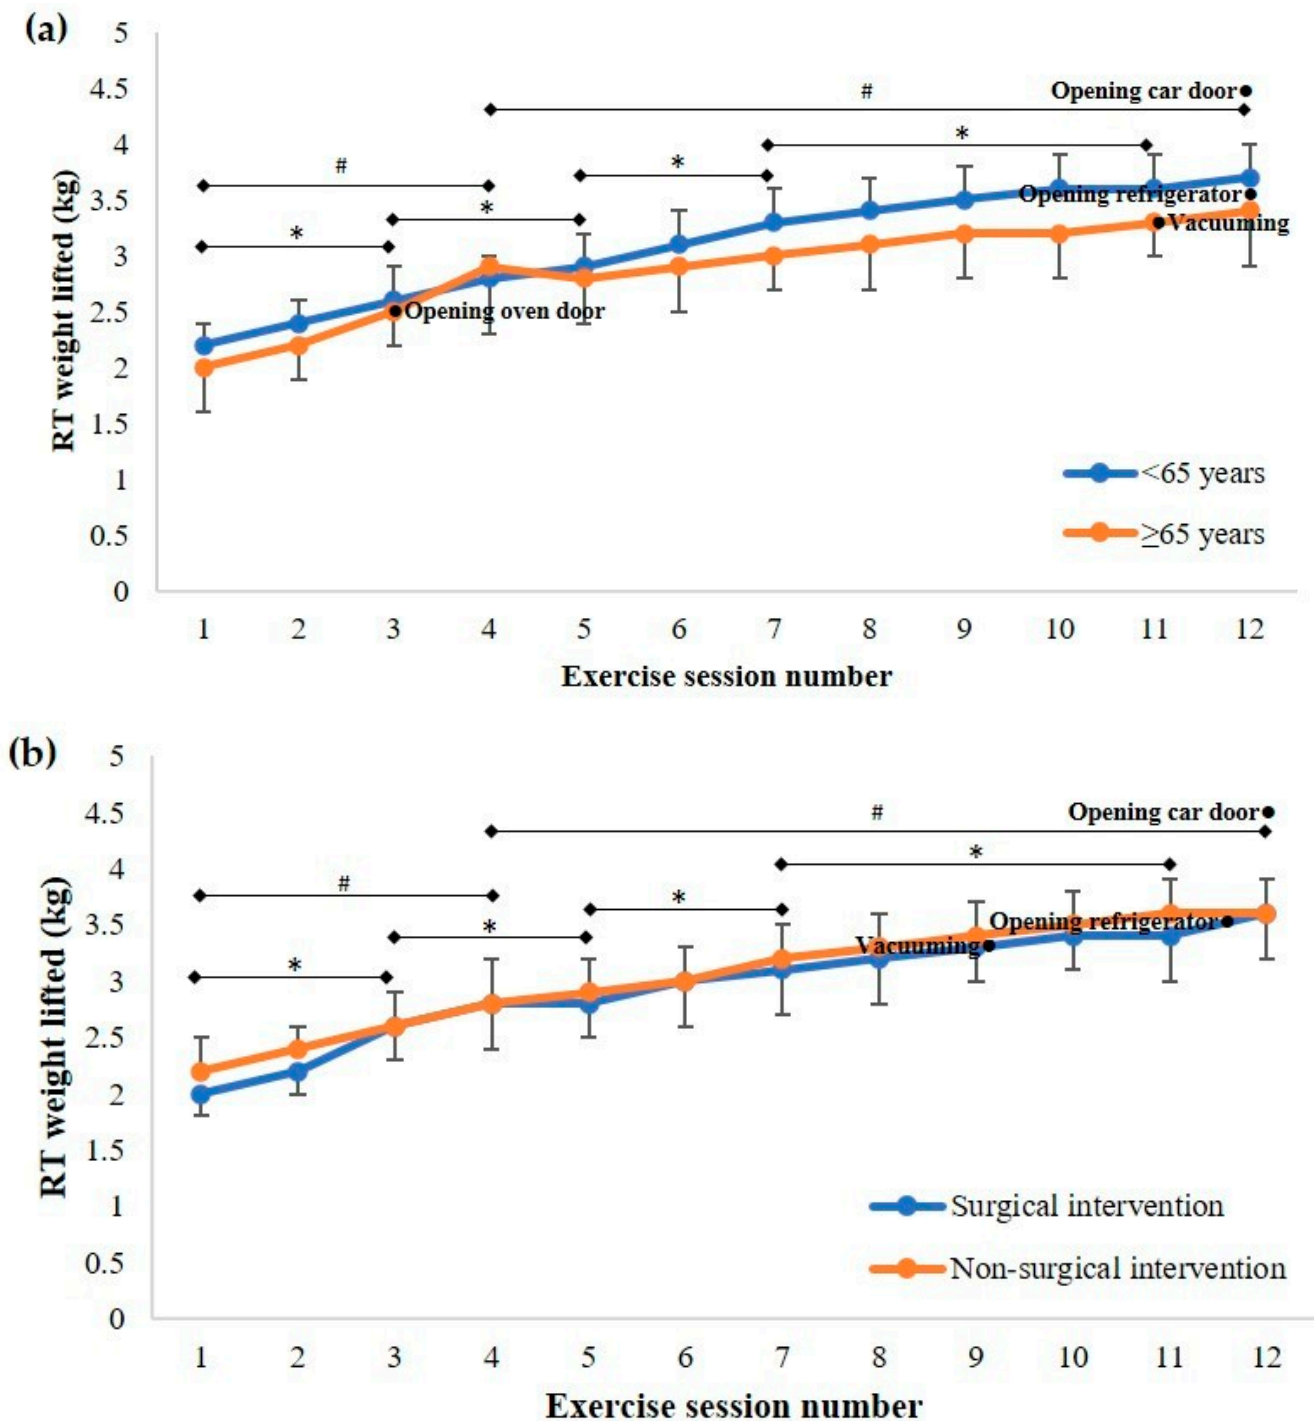 (a)
5
4.5
Opening car door
#
4
*
#
*
3.5
Opening refrigerator
*
Vacuuming
*
3
2.5
Opening oven door
2
1.5
1
0.5
0
RT weight lifted (kg)
<65 years
≥65 years
1 2 3 4 5 6 7 8 9 10 11 12
Exercise session number
(b)
5
4.5
Opening car door
#
4
*
#
*
3.5
Opening refrigerator
*
Vacuuming
*
3
2.5
2
1.5
1
0.5
0
RT weight lifted (kg)
Surgical intervention
Non-surgical intervention
1 2 3 4 5 6 7 8 9 10 11 12
Exercise session number